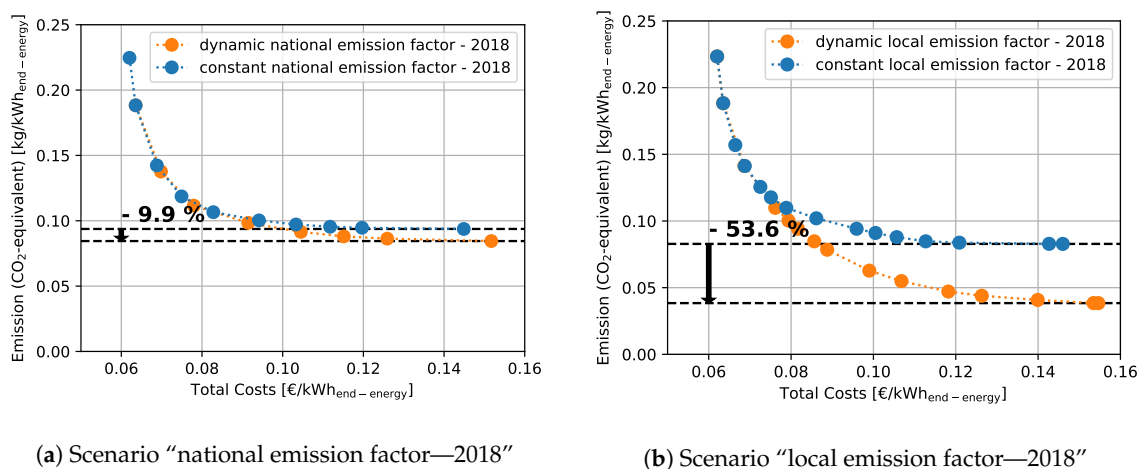 0.25
0.20
0.15
0.10
0.05
0.00
Emission (CO2-equivalent) [kg/kWhend−energy]
dynamic national emission factor - 2018
constant national emission factor - 2018
- 9.9 %
0.06 0.08 0.10 0.12 0.14 0.16
Total Costs [€/kWhend−energy]
(a) Scenario “national emission factor—2018”
0.25
0.20
0.15
0.10
0.05
0.00
Emission (CO2-equivalent) [kg/kWhend−energy]
dynamic local emission factor - 2018
constant local emission factor - 2018
- 53.6 %
0.06 0.08 0.10 0.12 0.14 0.16
Total Costs [€/kWhend−energy]
(b) Scenario “local emission factor—2018”